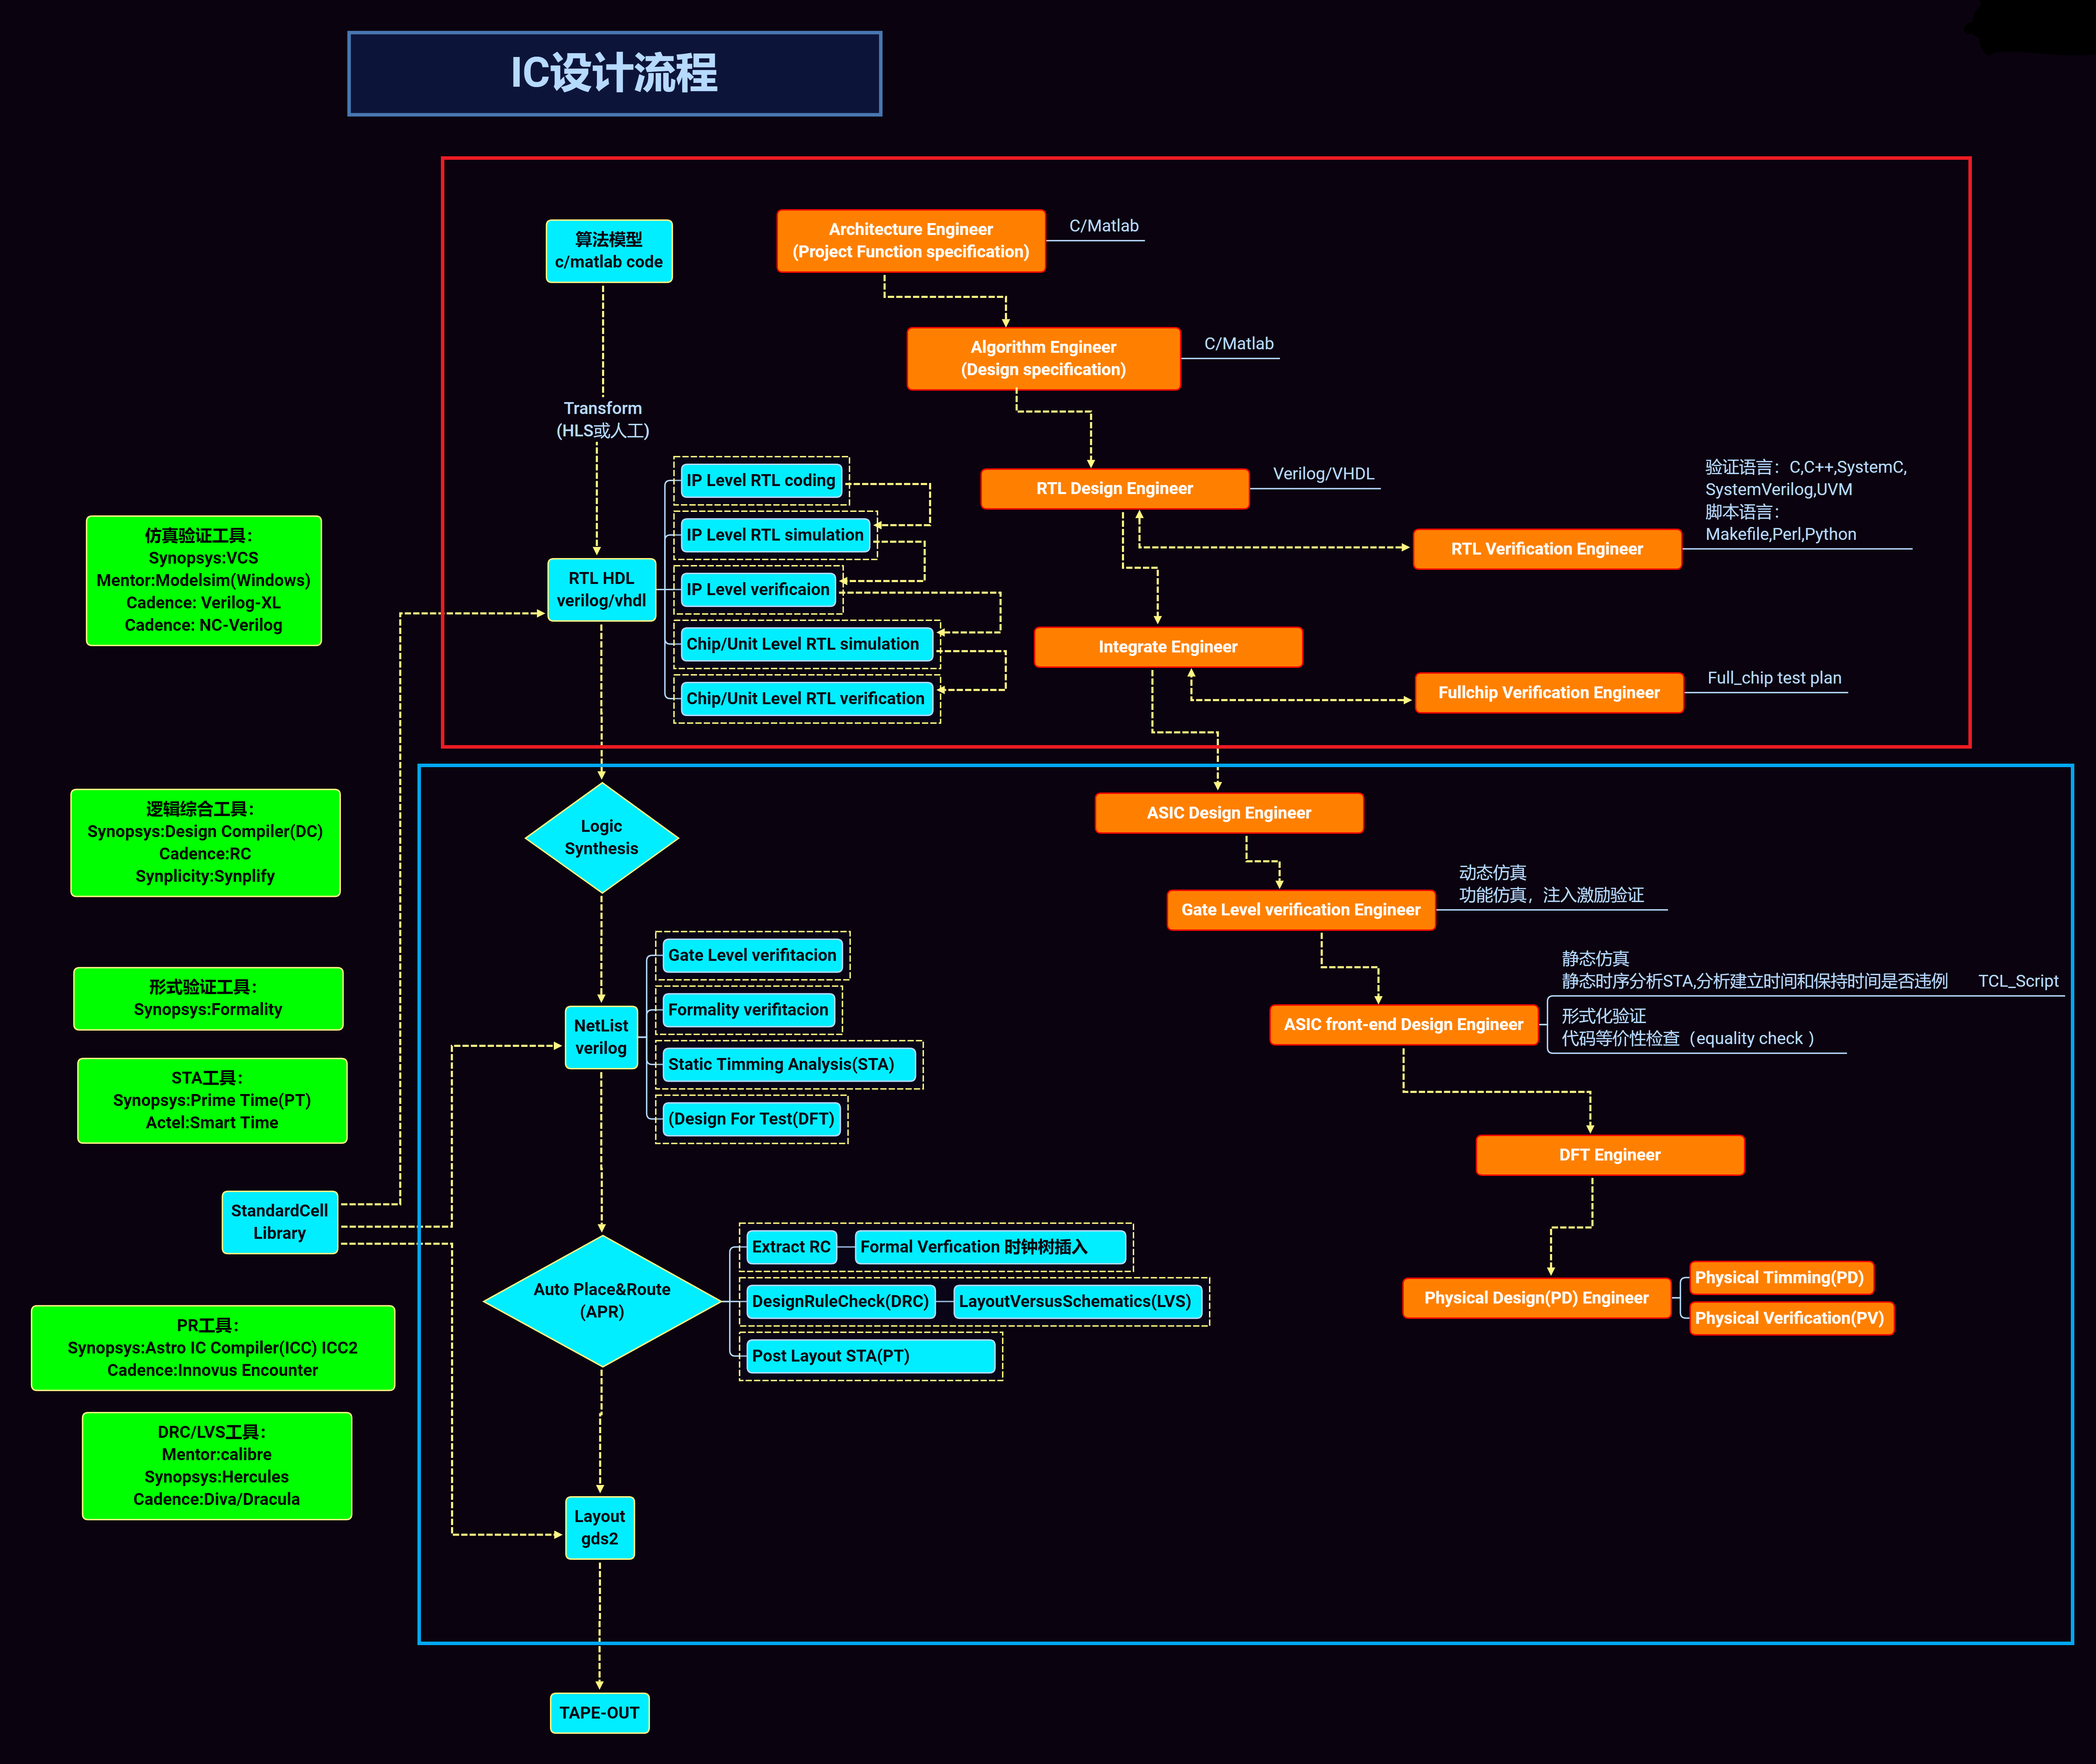 IC设计流程
算法模型
c/matlab code
Architecture Engineer
(Project Function specification)
C/Matlab
Algorithm Engineer
(Design specification)
C/Matlab
Transform
(HLS或人工)
IP Level RTL coding
IP Level RTL simulation
IP Level verificaion
Chip/Unit Level RTL simulation
Chip/Unit Level RTL verification
RTL HDL
verilog/vhdl
RTL Design Engineer
Verilog/VHDL
验证语言：C,C++,SystemC,
SystemVerilog,UVM
脚本语言：
Makefile,Perl,Python
RTL Verification Engineer
Integrate Engineer
Fullchip Verification Engineer
Full_chip test plan
仿真验证工具：
Synopsys:VCS
Mentor:Modelsim(Windows)
Cadence: Verilog-XL
Cadence: NC-Verilog
逻辑综合工具：
Synopsys:Design Compiler(DC)
Cadence:RC
Synplicity:Synplify
Logic
Synthesis
ASIC Design Engineer
Gate Level verification Engineer
动态仿真
功能仿真，注入激励验证
形式验证工具：
Synopsys:Formality
NetList
verilog
Gate Level verifitacion
Formality verifitacion
Static Timming Analysis(STA)
(Design For Test(DFT)
ASIC front-end Design Engineer
静态仿真
静态时序分析STA,分析建立时间和保持时间是否违例
TCL_Script
形式化验证
代码等价性检查（equality check ）
STA工具：
Synopsys:Prime Time(PT)
Actel:Smart Time
DFT Engineer
StandardCell
Library
Auto Place&Route
(APR)
Extract RC
Formal Verfication 时钟树插入
DesignRuleCheck(DRC)
LayoutVersusSchematics(LVS)
Post Layout STA(PT)
Physical Design(PD) Engineer
Physical Timming(PD)
Physical Verification(PV)
PR工具：
Synopsys:Astro IC Compiler(ICC) ICC2
Cadence:Innovus Encounter
DRC/LVS工具：
Mentor:calibre
Synopsys:Hercules
Cadence:Diva/Dracula
Layout
gds2
TAPE-OUT